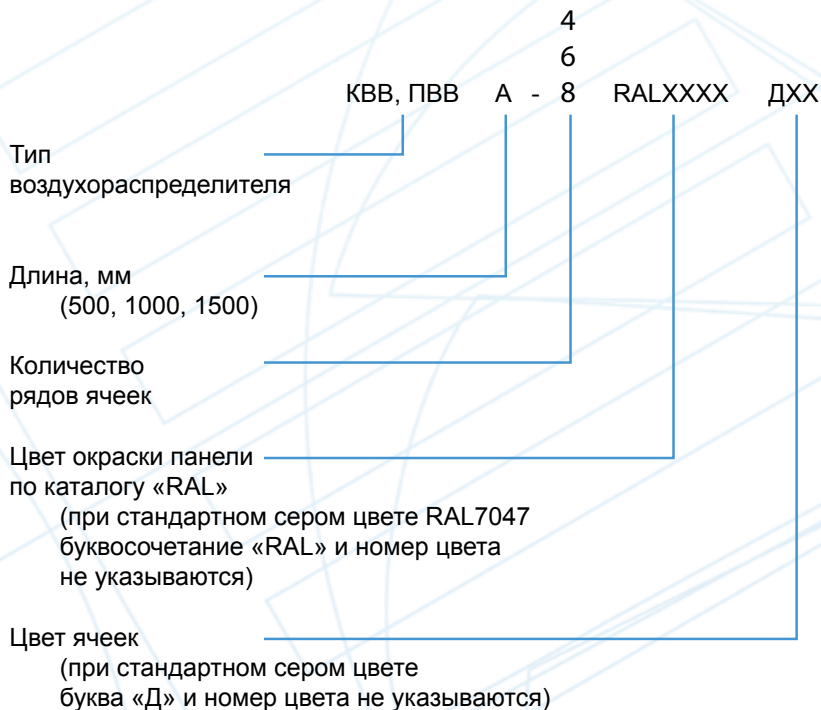 4
6
КВВ, ПВВ А - 8 RALXXXX ДХХ
Тип
воздухораспределителя
Длина, мм
(500, 1000, 1500)
Количество
рядов ячеек
Цвет окраски панели
по каталогу «RAL»
(при стандартном сером цвете RAL7047
буквосочетание «RAL» и номер цвета
не указываются)
Цвет ячеек
(при стандартном сером цвете
буква «Д» и номер цвета не указываются)